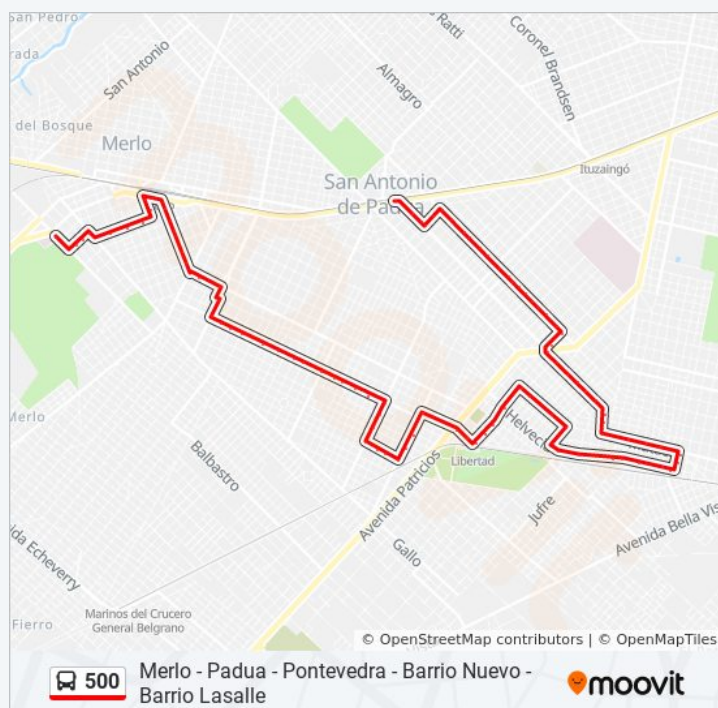 San Pedro
rada
San Antonio
Ratti
Coronel Brandsen
Almagro
del Bosque
Merlo
Ituzaingó
San Antonio
de Padua
Merlo
Helvec
Libertad
Balbastro
Avenida Patricios
Jufre
Avenida Bella Vis
Gallo
ida Echeverry
Marinos del Crucero
General Belgrano
Fierro
© OpenStreetMap contributors | © OpenMapTiles
500
Merlo - Padua - Pontevedra - Barrio Nuevo -
Barrio Lasalle
moovit